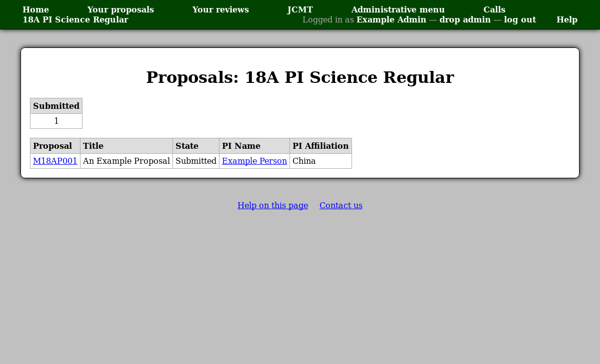 Home Your proposals Your reviews JCMT Administrative menu Calls
18A PI Science Regular Logged in as Example Admin — drop admin — log out Help
Proposals: 18A PI Science Regular
Submitted
1
Proposal Title State PI Name PI Affiliation
M18AP001 An Example Proposal Submitted Example Person China
Help on this page Contact us